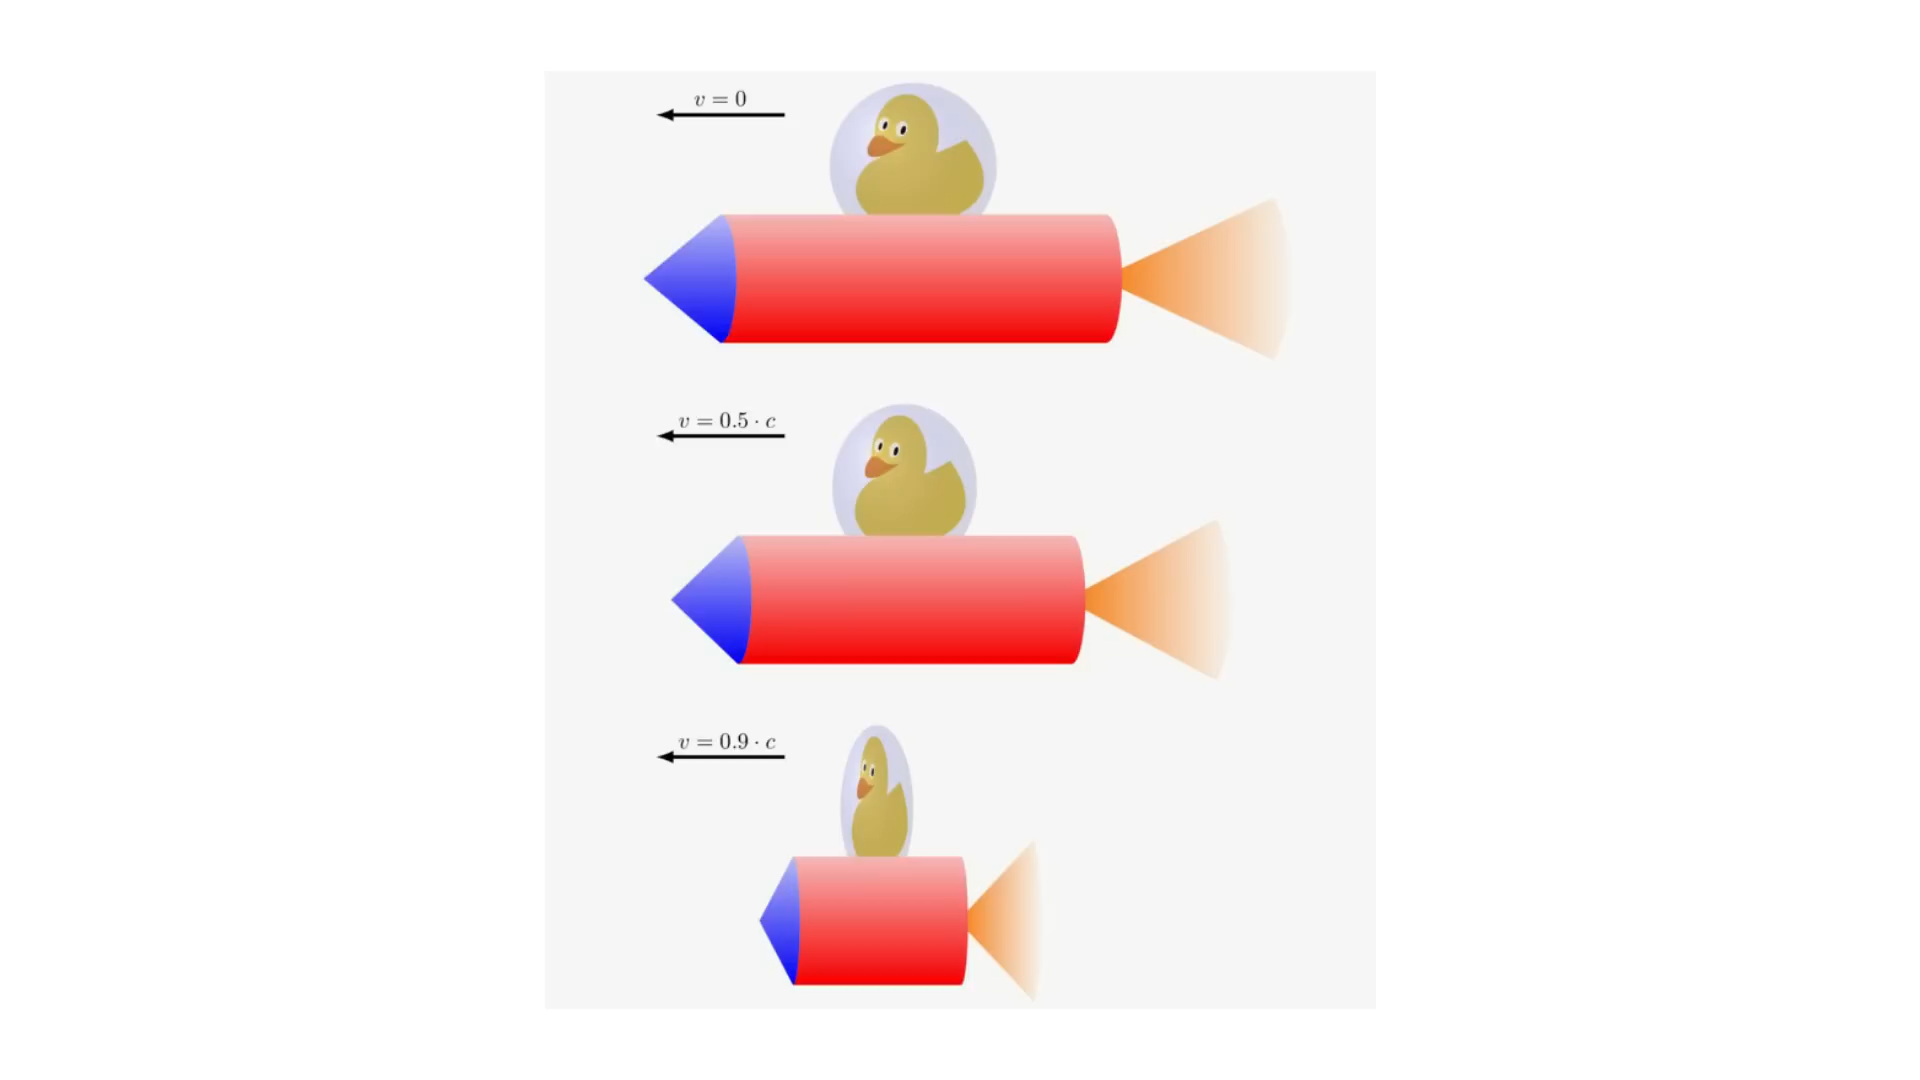 v = 0
v = 0.5 · c
v = 0.9 · c